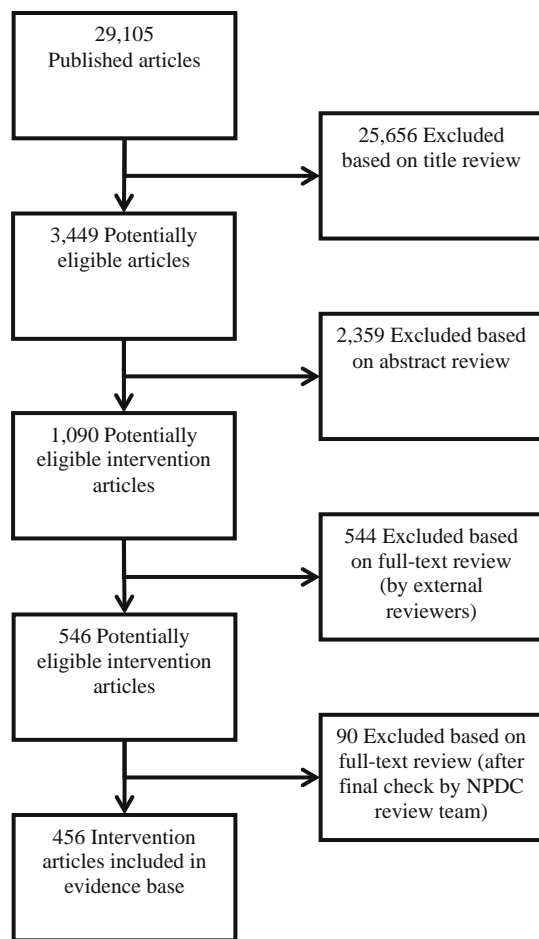 29,105
Published articles
25,656 Excluded
based on title review
3,449 Potentially
eligible articles
2,359 Excluded based
on abstract review
1,090 Potentially
eligible intervention
articles
544 Excluded based
on full-text review
(by external
reviewers)
546 Potentially
eligible intervention
articles
90 Excluded based on
full-text review (after
final check by NPDC
review team)
456 Intervention
articles included in
evidence base